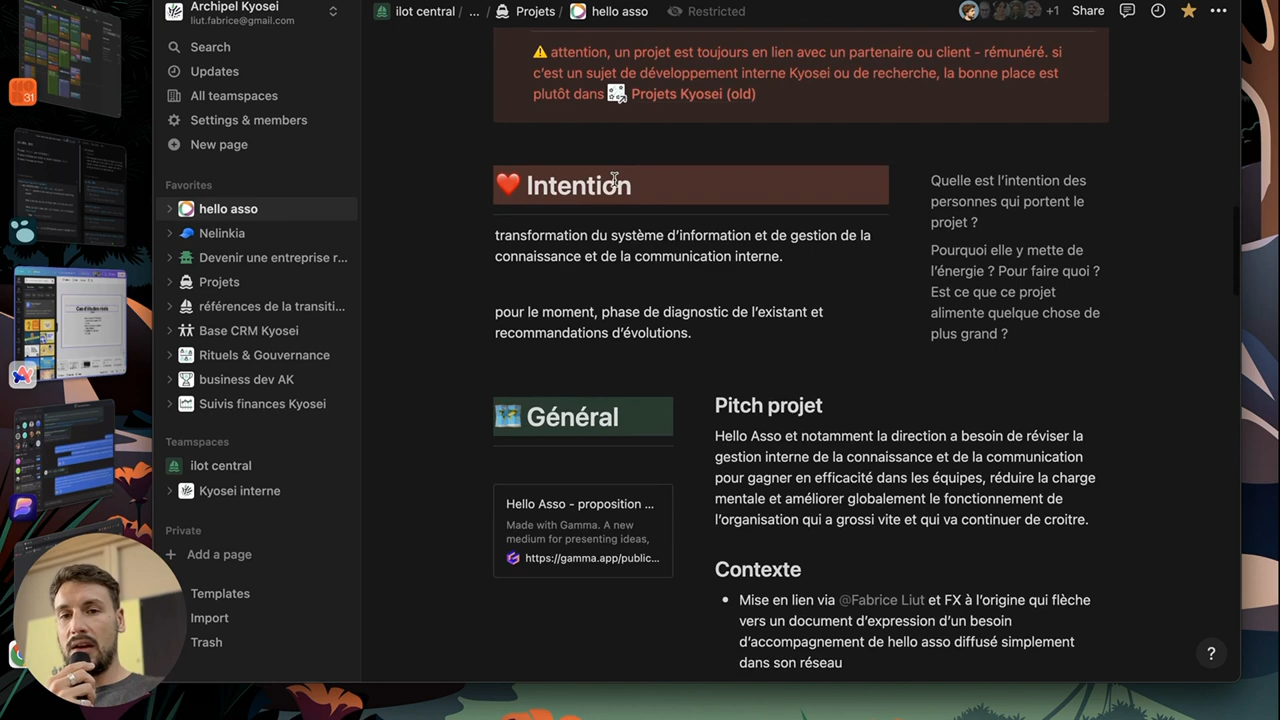 Archipel Kyosei
liut.fabrice@gmail.com
Search
Updates
All teamspaces
Settings & members
New page
Favorites
hello asso
Nelinkia
Devenir une entreprise r...
Projets
références de la transiti...
Base CRM Kyosei
Rituels & Gouvernance
business dev AK
Suivis finances Kyosei
Teamspaces
ilot central
Kyosei interne
Private
Add a page
Templates
Import
Trash
31
ilot central / ... / Projets / hello asso Restricted
+1 Share
⚠️ attention, un projet est toujours en lien avec un partenaire ou client - rémunéré. si
c’est un sujet de développement interne Kyosei ou de recherche, la bonne place est
plutôt dans Projets Kyosei (old)
❤️ Intention
transformation du système d’information et de gestion de la
connaissance et de la communication interne.
pour le moment, phase de diagnostic de l’existant et
recommandations d’évolutions.
Quelle est l’intention des
personnes qui portent le
projet ?
Pourquoi elle y mette de
l’énergie ? Pour faire quoi ?
Est ce que ce projet
alimente quelque chose de
plus grand ?
🗺️ Général
Hello Asso - proposition ...
Made with Gamma. A new
medium for presenting ideas,
https://gamma.app/public...
Pitch projet
Hello Asso et notamment la direction a besoin de réviser la
gestion interne de la connaissance et de la communication
pour gagner en efficacité dans les équipes, réduire la charge
mentale et améliorer globalement le fonctionnement de
l’organisation qui a grossi vite et qui va continuer de croitre.
Contexte
• Mise en lien via @Fabrice Liut et FX à l’origine qui flèche
vers un document d’expression d’un besoin
d’accompagnement de hello asso diffusé simplement
dans son réseau
?